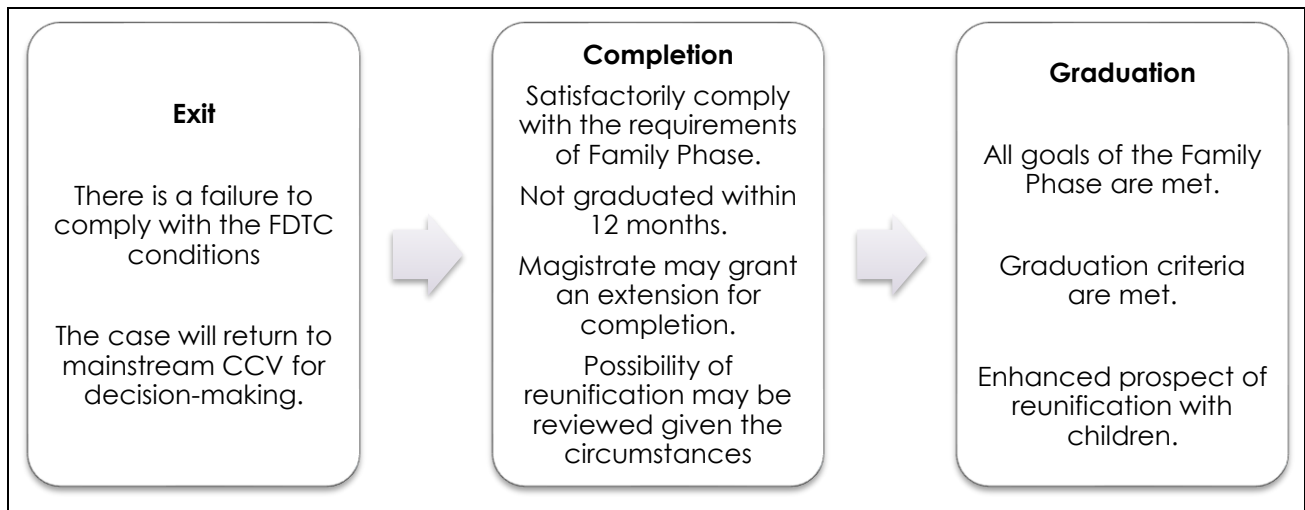 Exit
There is a failure to
comply with the FDTC
conditions
The case will return to
mainstream CCV for
decision-making.
Completion
Satisfactorily comply
with the requirements
of Family Phase.
Not graduated within
12 months.
Magistrate may grant
an extension for
completion.
Possibility of
reunification may be
reviewed given the
circumstances
Graduation
All goals of the Family
Phase are met.
Graduation criteria
are met.
Enhanced prospect of
reunification with
children.